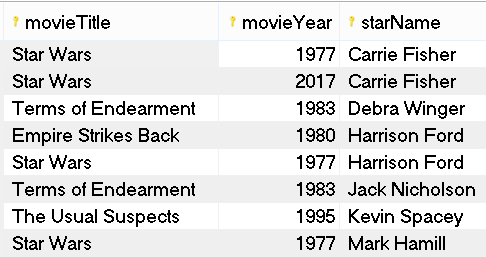 movieTitle movieYear starName
Star Wars 1977 Carrie Fisher
Star Wars 2017 Carrie Fisher
Terms of Endearment 1983 Debra Winger
Empire Strikes Back 1980 Harrison Ford
Star Wars 1977 Harrison Ford
Terms of Endearment 1983 Jack Nicholson
The Usual Suspects 1995 Kevin Spacey
Star Wars 1977 Mark Hamill